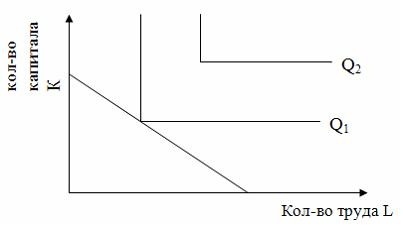 кол-во
капитала
К
Q2
Q1
Кол-во труда L